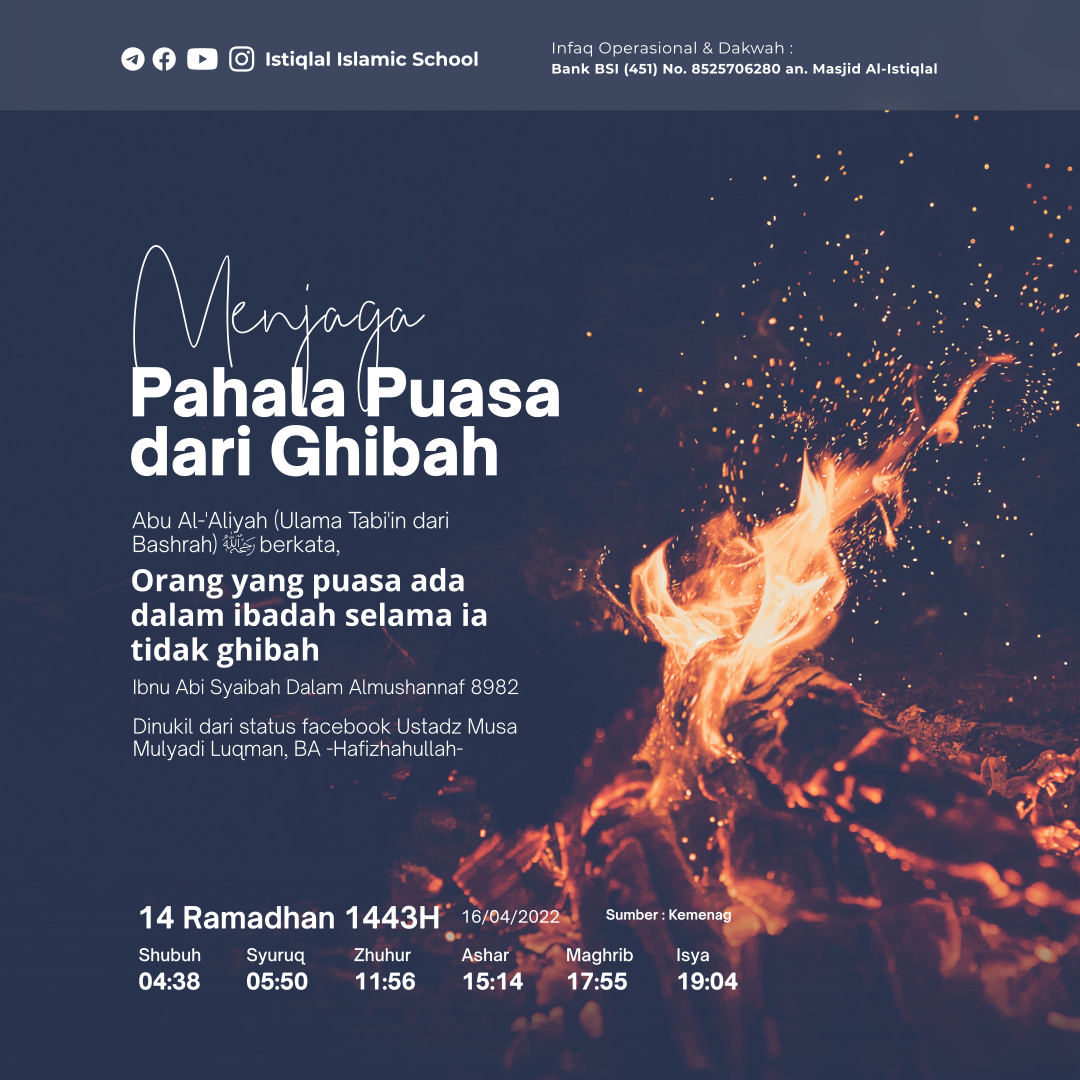 Istiqlal Islamic School
Infaq Operasional & Dakwah :
Bank BSI (451) No. 8525706280 an. Masjid Al-Istiqlal
Menjaga
Pahala Puasa
dari Ghibah
Abu Al-'Aliyah (Ulama Tabi'in dari
Bashrah) رحمه الله berkata,
Orang yang puasa ada
dalam ibadah selama ia
tidak ghibah
Ibnu Abi Syaibah Dalam Almushannaf 8982
Dinukil dari status facebook Ustadz Musa
Mulyadi Luqman, BA -Hafizhahullah-
14 Ramadhan 1443H 16/04/2022 Sumber : Kemenag
Shubuh Syuruq Zhuhur Ashar Maghrib Isya
04:38 05:50 11:56 15:14 17:55 19:04